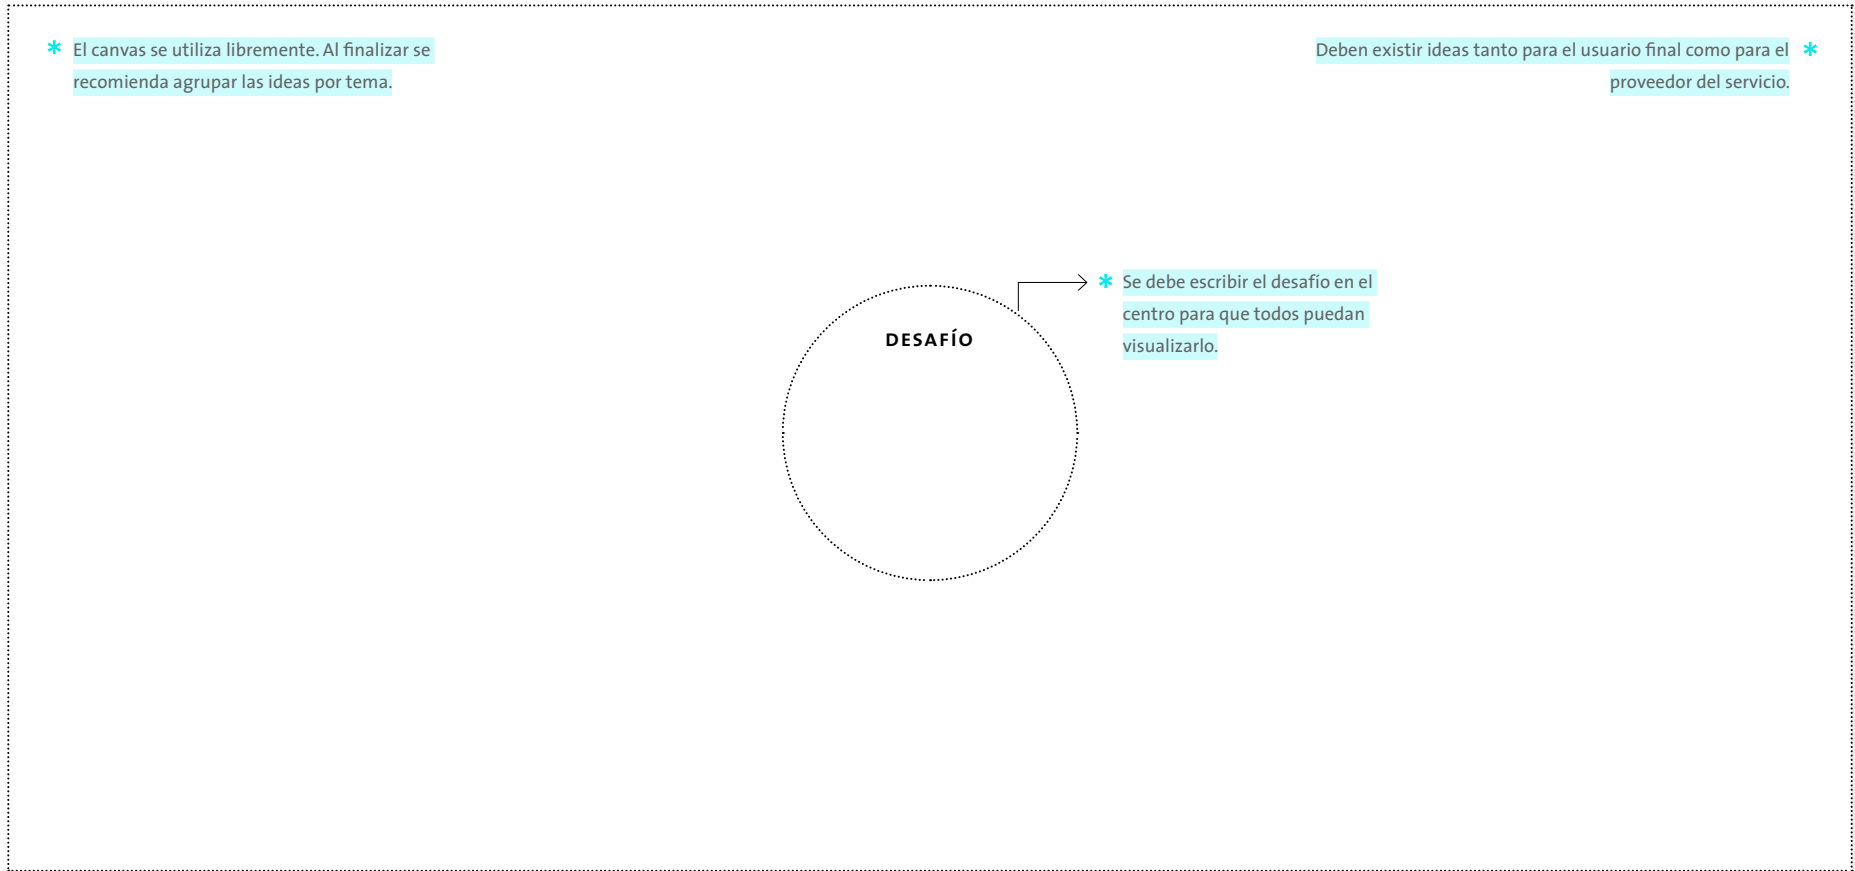 * El canvas se utiliza libremente. Al finalizar se
recomienda agrupar las ideas por tema.
Deben existir ideas tanto para el usuario final como para el *
proveedor del servicio.
* Se debe escribir el desafío en el
centro para que todos puedan
visualizarlo.
DESAFÍO